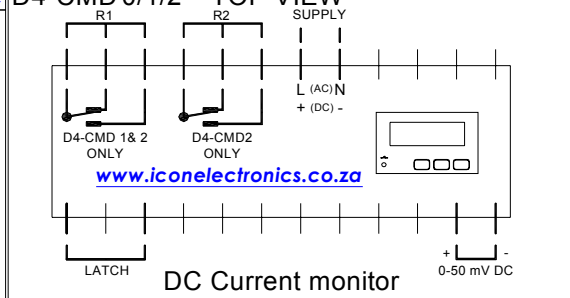 D4-CMD 0/1/2 TOP VIEW
R1 R2 SUPPLY
L (AC) N
+ (DC) -
D4-CMD 1& 2
ONLY
D4-CMD2
ONLY
www.iconelectronics.co.za
LATCH
+ -
0-50 mV DC
DC Current monitor